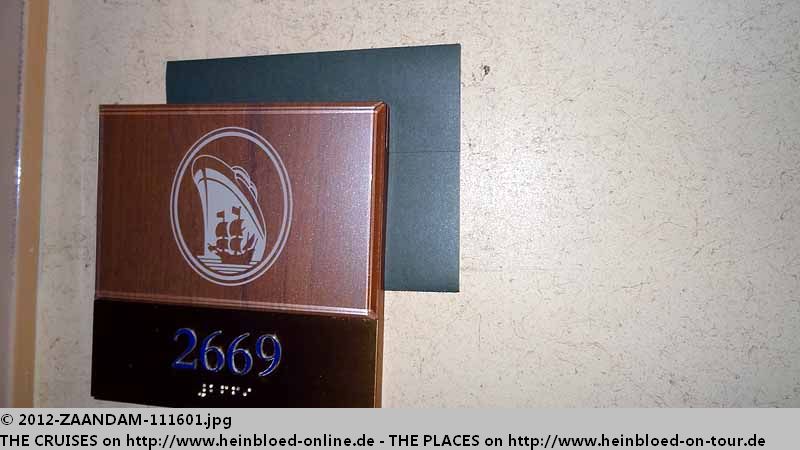 2669
⠼⠃⠋⠋⠊
© 2012-ZAANDAM-111601.jpg
THE CRUISES on http://www.heinbloed-online.de - THE PLACES on http://www.heinbloed-on-tour.de